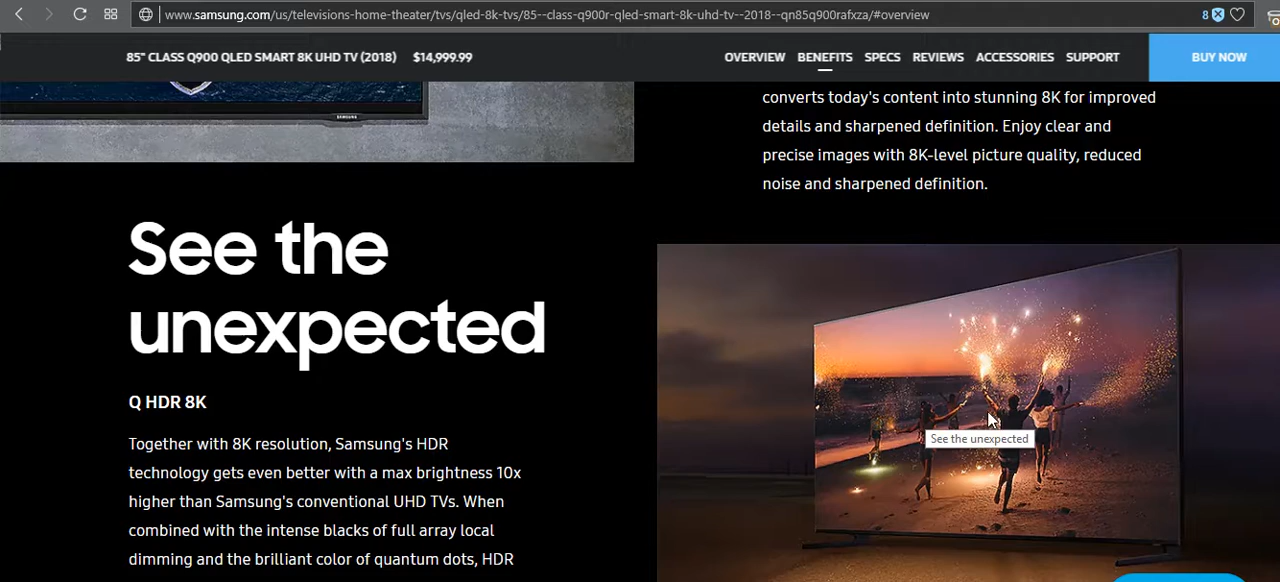 www.samsung.com/us/televisions-home-theater/tvs/qled-8k-tvs/85--class-q900r-qled-smart-8k-uhd-tv--2018--qn85q900rafxza/#overview
8
85" CLASS Q900 QLED SMART 8K UHD TV (2018) $14,999.99
OVERVIEW BENEFITS SPECS REVIEWS ACCESSORIES SUPPORT BUY NOW
SAMSUNG
converts today's content into stunning 8K for improved
details and sharpened definition. Enjoy clear and
precise images with 8K-level picture quality, reduced
noise and sharpened definition.
See the
unexpected
Q HDR 8K
Together with 8K resolution, Samsung's HDR
technology gets even better with a max brightness 10x
higher than Samsung's conventional UHD TVs. When
combined with the intense blacks of full array local
dimming and the brilliant color of quantum dots, HDR
See the unexpected